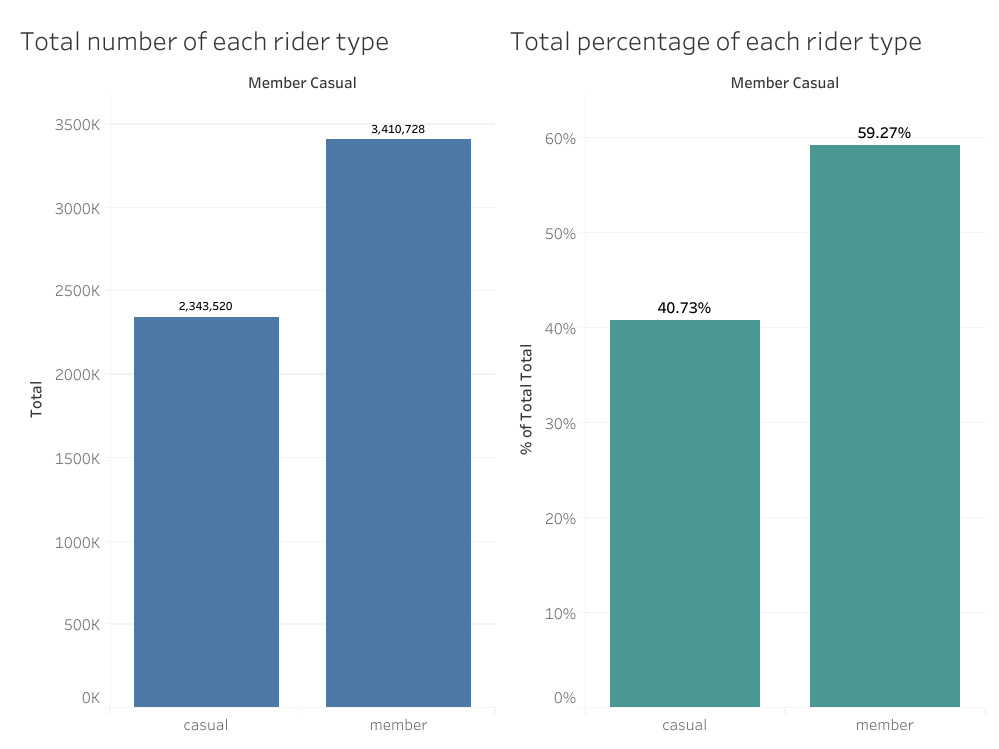 Total number of each rider type
Member Casual
3500K
3000K
2500K
2000K
1500K
1000K
500K
0K
Total
2,343,520
3,410,728
casual
member
Total percentage of each rider type
Member Casual
60%
50%
40%
30%
20%
10%
0%
% of Total Total
40.73%
59.27%
casual
member